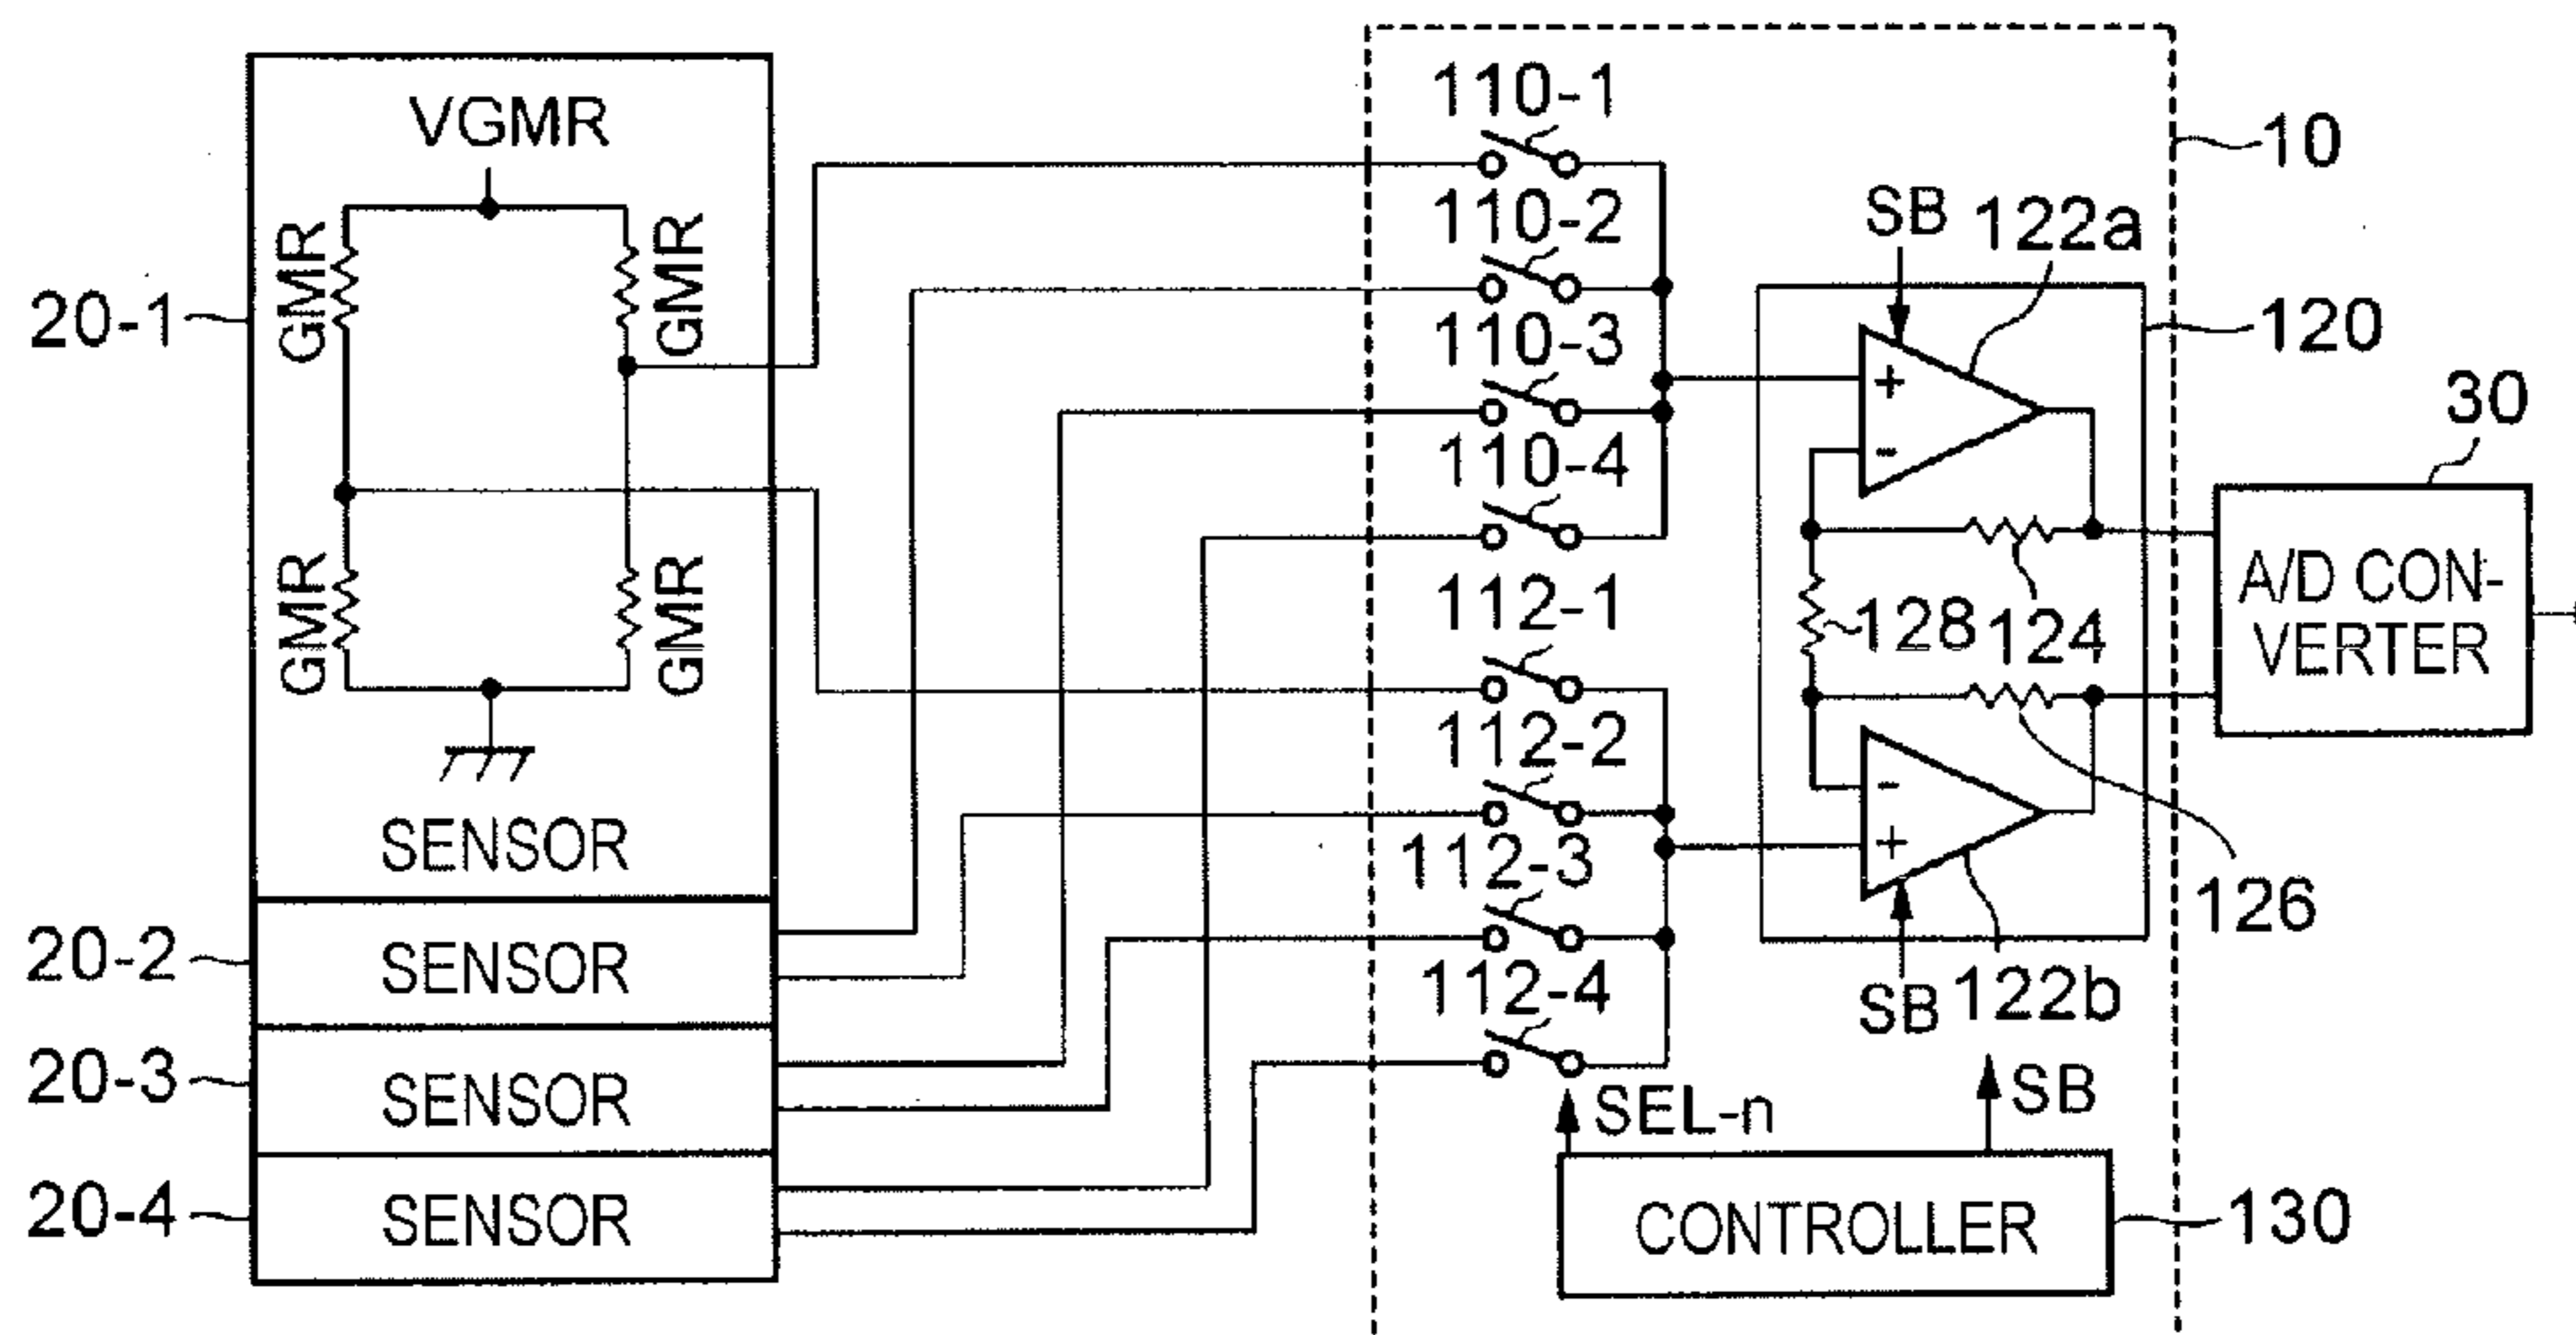 VGMR
GMR
GMR
GMR
GMR
SENSOR
SENSOR
SENSOR
SENSOR
20-1
20-2
20-3
20-4
110-1
110-2
110-3
110-4
112-1
112-2
112-3
112-4
SB
122a
10
120
+
-
128
124
-
+
126
SB
122b
30
A/D CON-
VERTER
SEL-n
SB
CONTROLLER
130